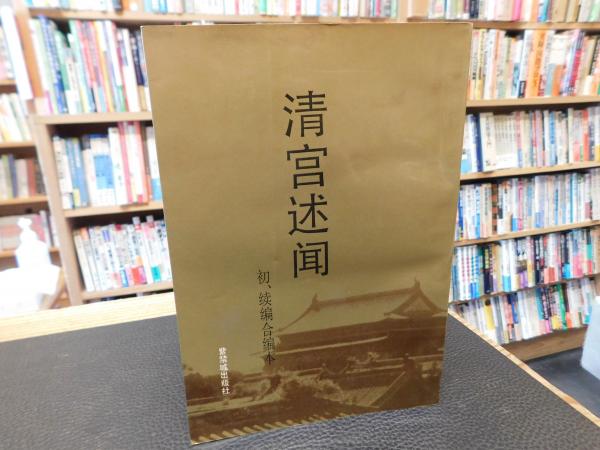 清宫述闻
初、续编合编本
紫禁城出版社